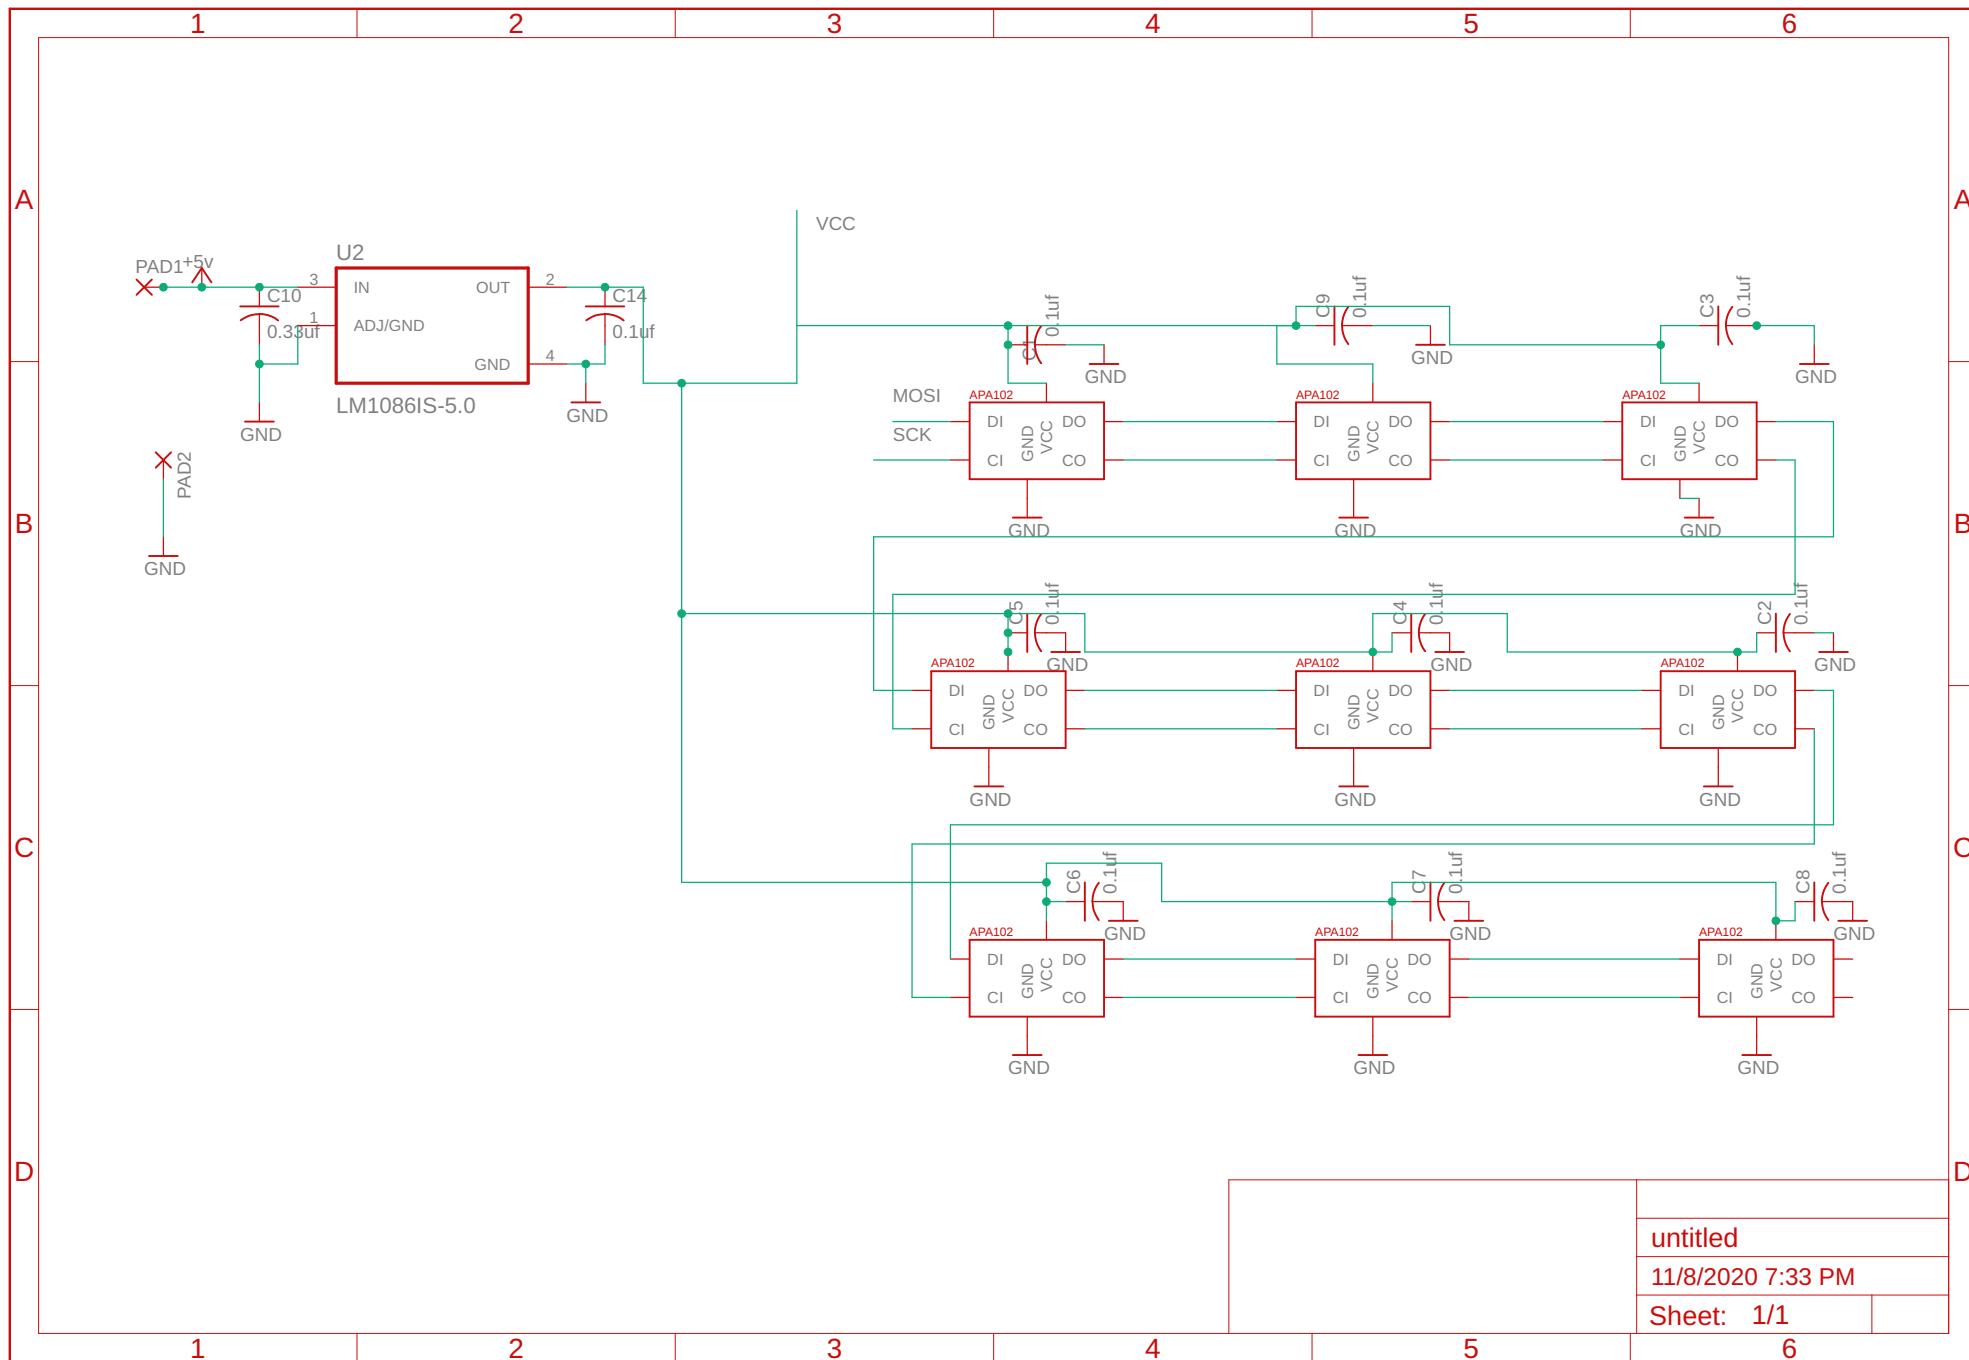 1 2 3 4 5 6
A A
VCC
U2
PAD1 +5v
3 IN OUT 2
C10 C14
1 ADJ/GND
0.33uf 0.1uf
GND 4
LM1086IS-5.0
GND GND
PAD2
GND
C1 0.1uf GND
C9 0.1uf GND
C3 0.1uf GND
MOSI
SCK
APA102 DI CI GND VCC DO CO GND
APA102 DI CI GND VCC DO CO GND
APA102 DI CI GND VCC DO CO GND
B B
C5 0.1uf GND
C4 0.1uf GND
C2 0.1uf GND
APA102 DI CI GND VCC DO CO GND
APA102 DI CI GND VCC DO CO GND
APA102 DI CI GND VCC DO CO GND
C C
C6 0.1uf GND
C7 0.1uf GND
C8 0.1uf GND
APA102 DI CI GND VCC DO CO GND
APA102 DI CI GND VCC DO CO GND
APA102 DI CI GND VCC DO CO GND
D D
untitled
11/8/2020 7:33 PM
Sheet: 1/1
1 2 3 4 5 6